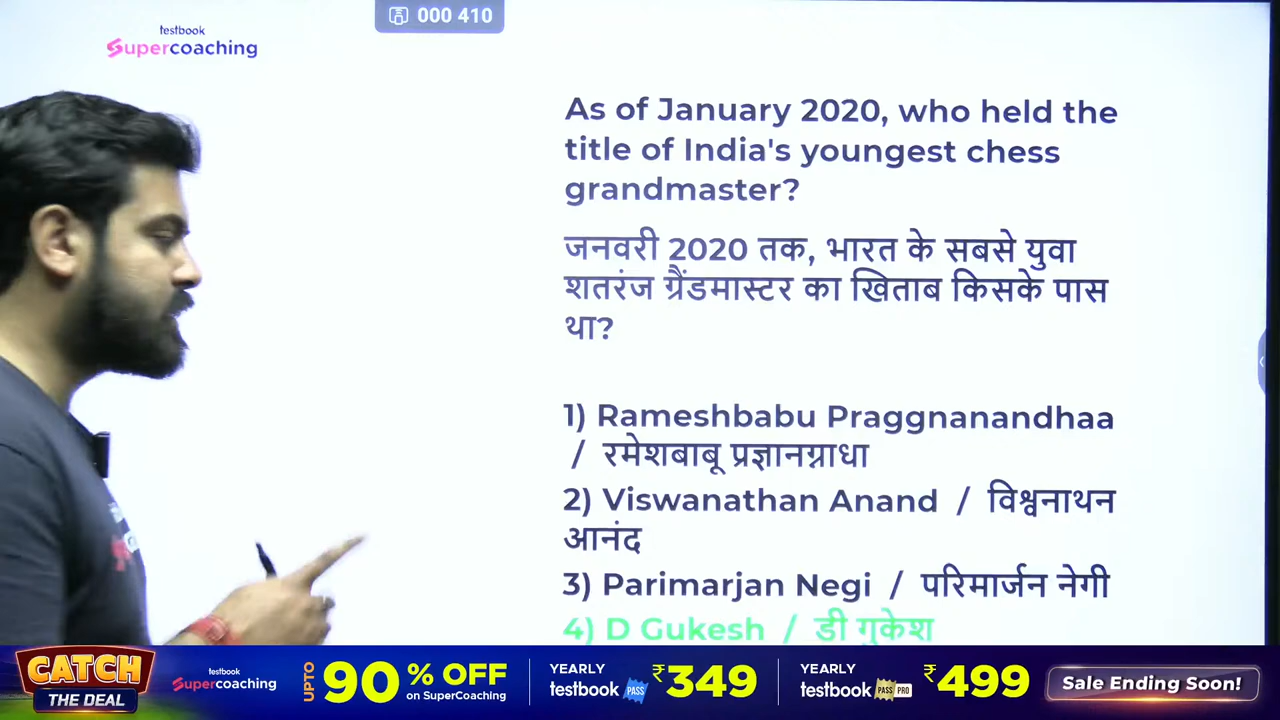 testbook
Supercoaching
000 410
As of January 2020, who held the
title of India's youngest chess
grandmaster?
जनवरी 2020 तक, भारत के सबसे युवा
शतरंज ग्रैंडमास्टर का खिताब किसके पास
था?
1) Rameshbabu Praggnanandhaa
/ रमेशबाबू प्रज्ञानग्राधा
2) Viswanathan Anand / विश्वनाथन
आनंद
3) Parimarjan Negi / परिमार्जन नेगी
4) D Gukesh / डी गुकेश
CATCH
THE DEAL
testbook
Supercoaching
UPTO
90% OFF
on SuperCoaching
YEARLY
testbook PASS
₹349
YEARLY
testbook PASS PRO
₹499
Sale Ending Soon!